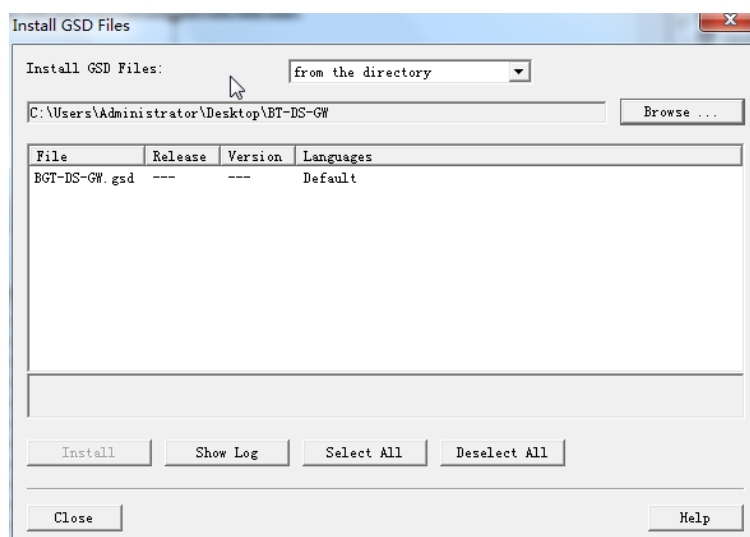 Install GSD Files
Install GSD Files: from the directory
C:\Users\Administrator\Desktop\BT-DS-GW Browse ...
File Release Version Languages
BGT-DS-GW.gsd --- --- Default
Install Show Log Select All Deselect All
Close Help